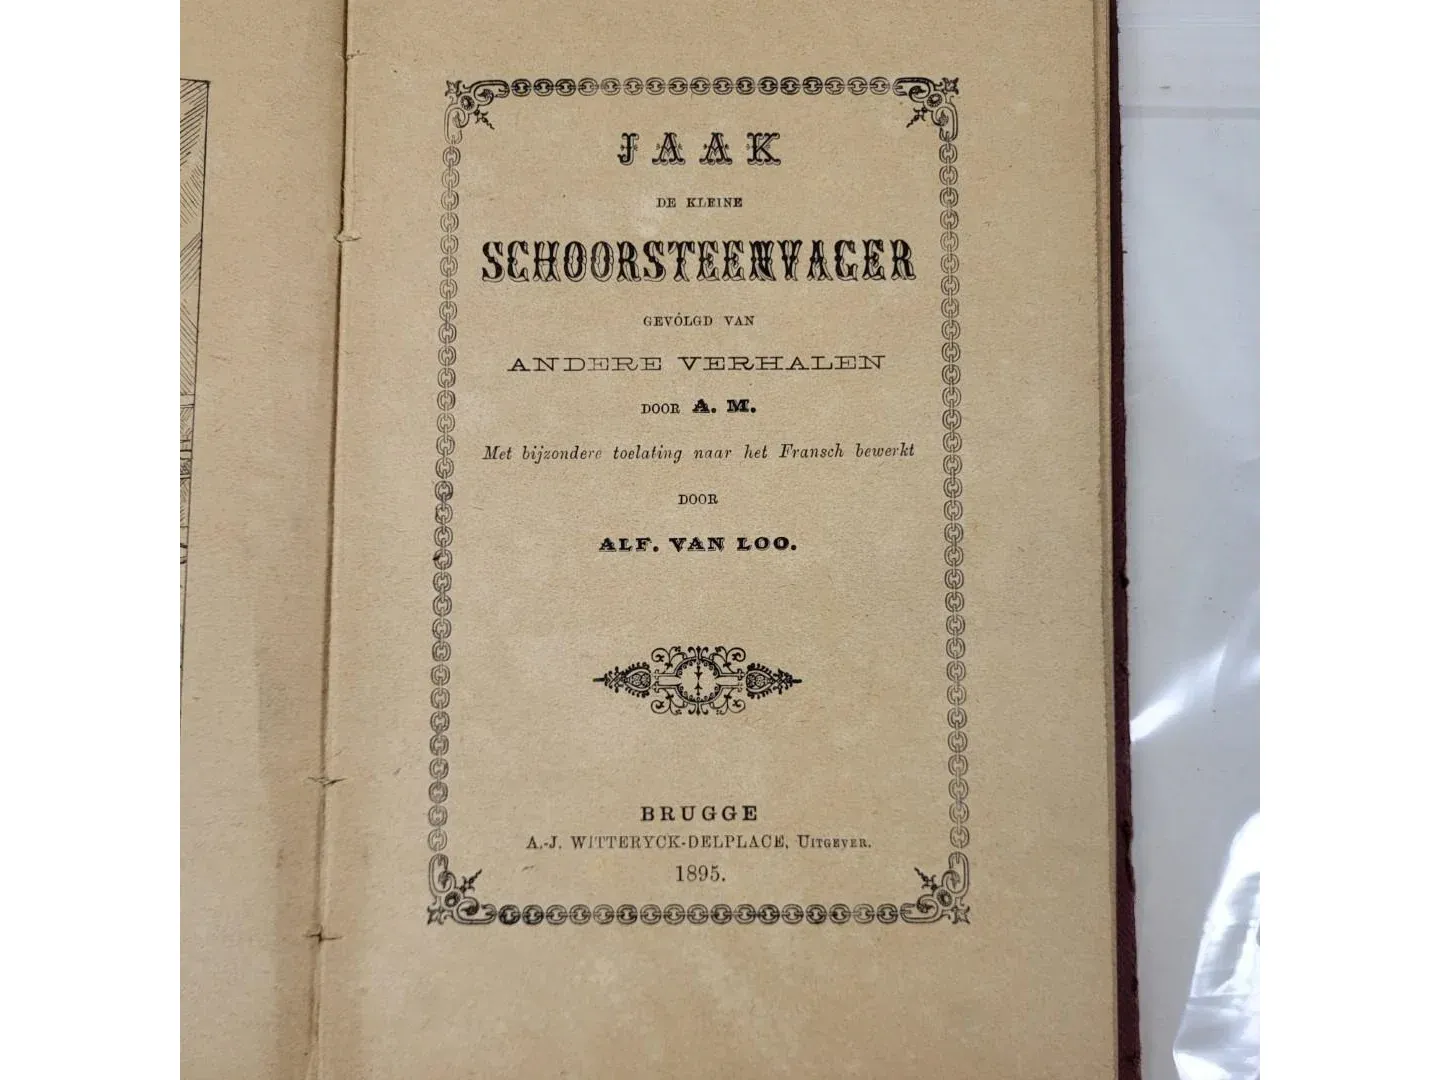 JAAK
DE KLEINE
SCHOORSTEENVAGER
GEVÓLGD VAN
ANDERE VERHALEN
DOOR A. M.
Met bijzondere toelating naar het Fransch bewerkt
DOOR
ALF. VAN LOO.
BRUGGE
A.-J. WITTERYCK-DELPLACE, UITGEVER.
1895.